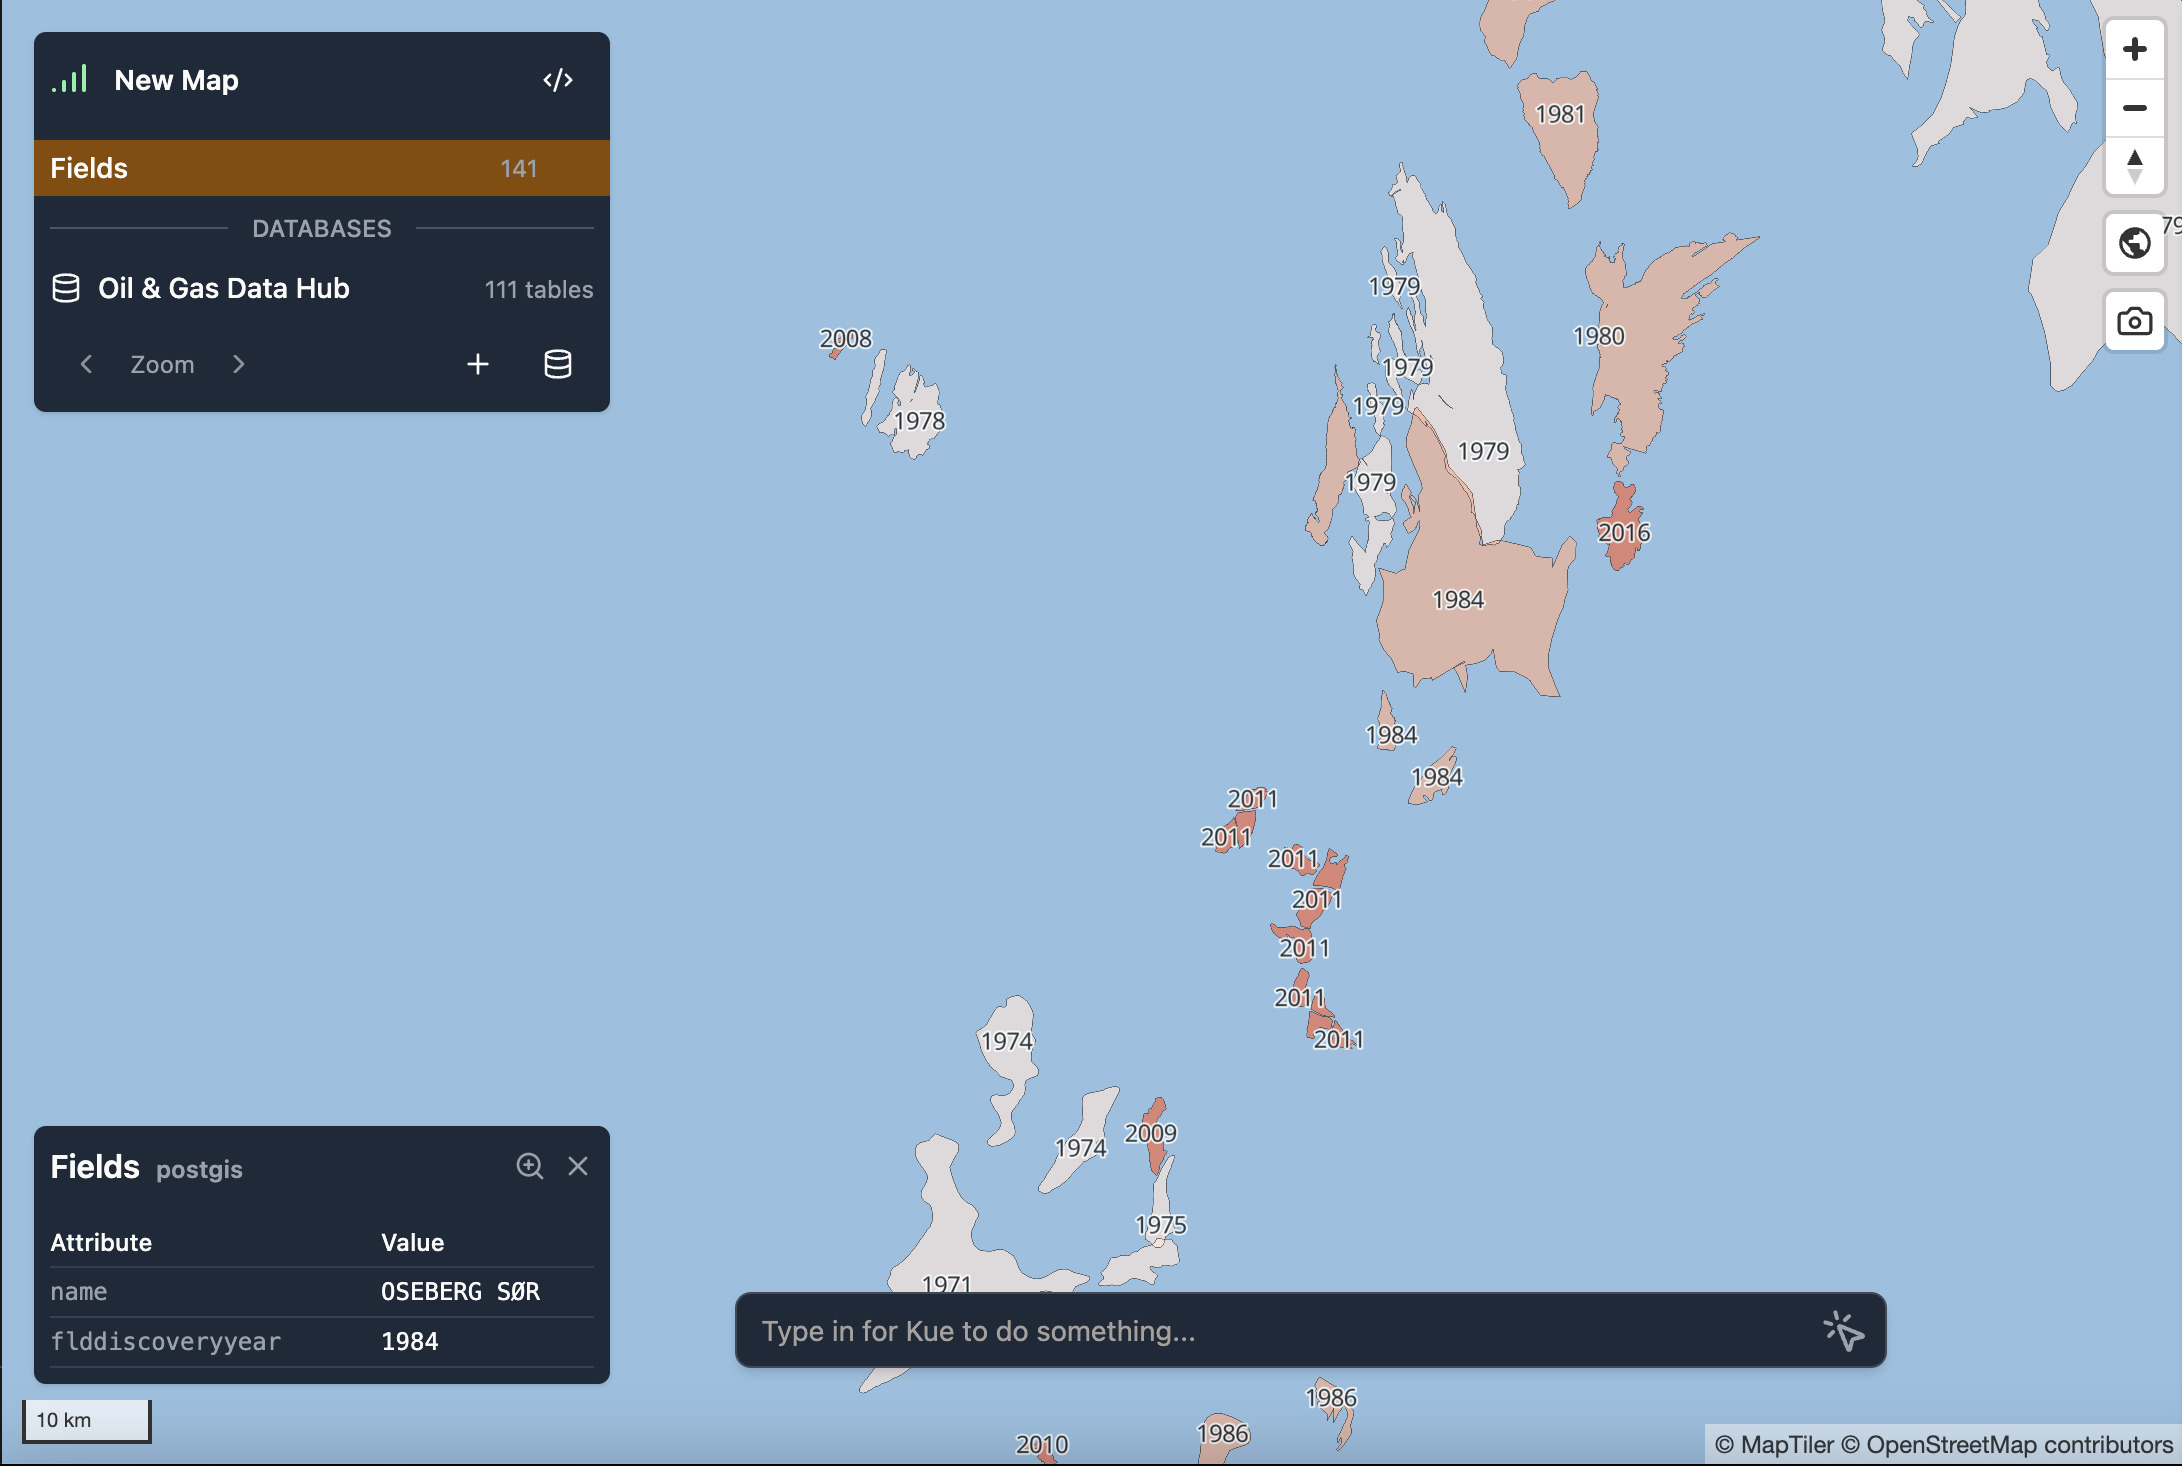 New Map
Fields 141
DATABASES
Oil & Gas Data Hub 111 tables
Zoom
1981
1979
1980
79
2008
1979
1978
1979
1979
1979
2016
1984
1984
1984
2011
2011
2011
2011
2011
2011
2011
1974
1974
2009
1975
1971
Fields postgis
Attribute Value
name OSEBERG SØR
flddiscoveryyear 1984
Type in for Kue to do something...
1986
1986
2010
10 km
© MapTiler © OpenStreetMap contributors